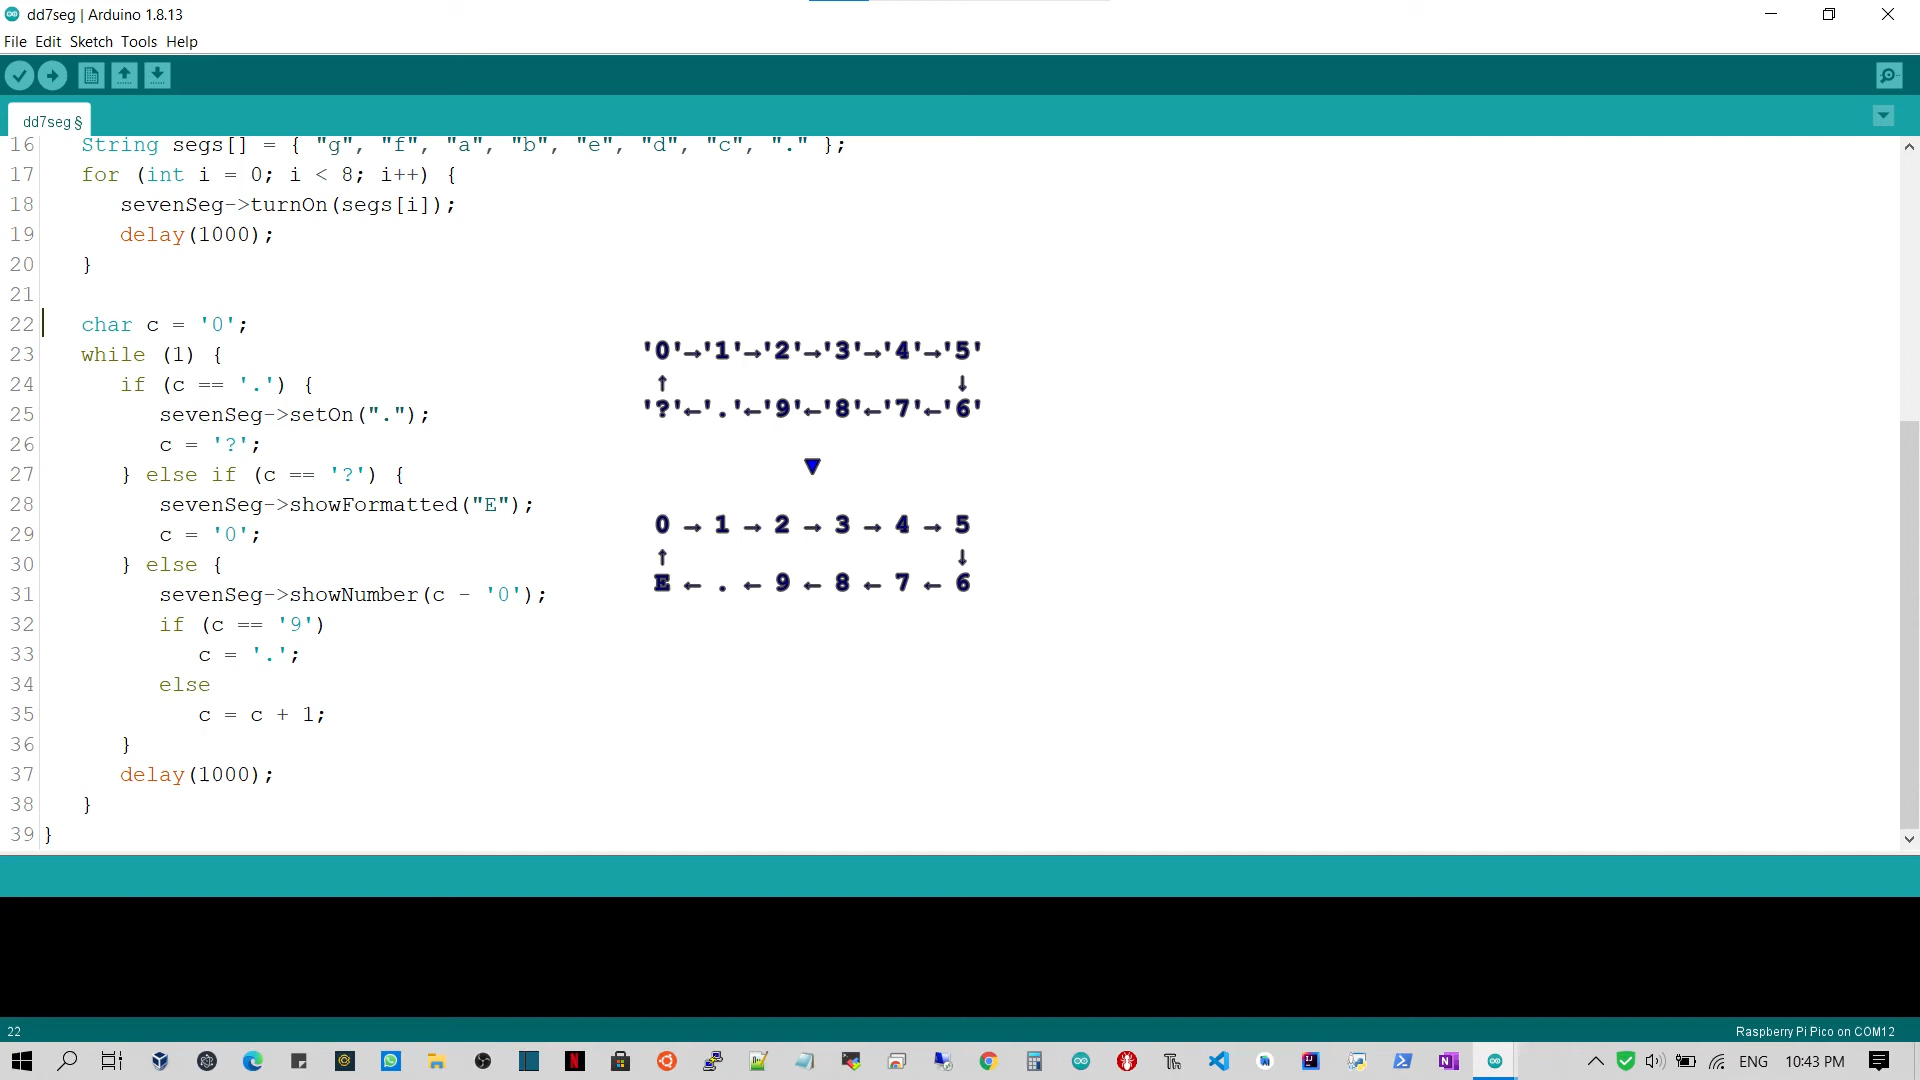 dd7seg | Arduino 1.8.13
File Edit Sketch Tools Help
dd7seg §
16 String segs[] = { "g", "f", "a", "b", "e", "d", "c", "." };
17 for (int i = 0; i < 8; i++) {
18 sevenSeg->turnOn(segs[i]);
19 delay(1000);
20 }
21
22 char c = '0';
23 while (1) {
24 if (c == '.') {
25 sevenSeg->setOn(".");
26 c = '?';
27 } else if (c == '?') {
28 sevenSeg->showFormatted("E");
29 c = '0';
30 } else {
31 sevenSeg->showNumber(c - '0');
32 if (c == '9')
33 c = '.';
34 else
35 c = c + 1;
36 }
37 delay(1000);
38 }
39 }
'0'→'1'→'2'→'3'→'4'→'5'
↑ ↓
'?'←'.'←'9'←'8'←'7'←'6'
▼
0 → 1 → 2 → 3 → 4 → 5
↑ ↓
E ← . ← 9 ← 8 ← 7 ← 6
22
Raspberry Pi Pico on COM12
ENG 10:43 PM